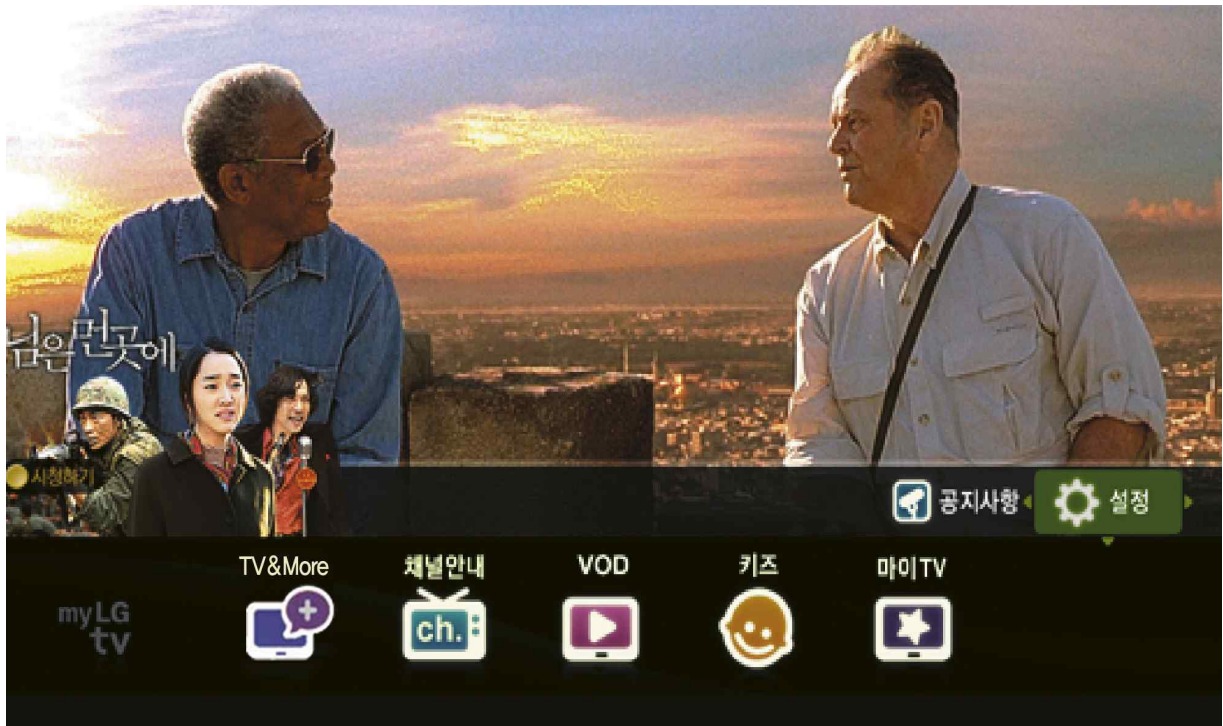 님은 먼곳에
시청하기
공지사항
설정
TV&More
채널안내
VOD
키즈
마이TV
ch.
myLG
tv